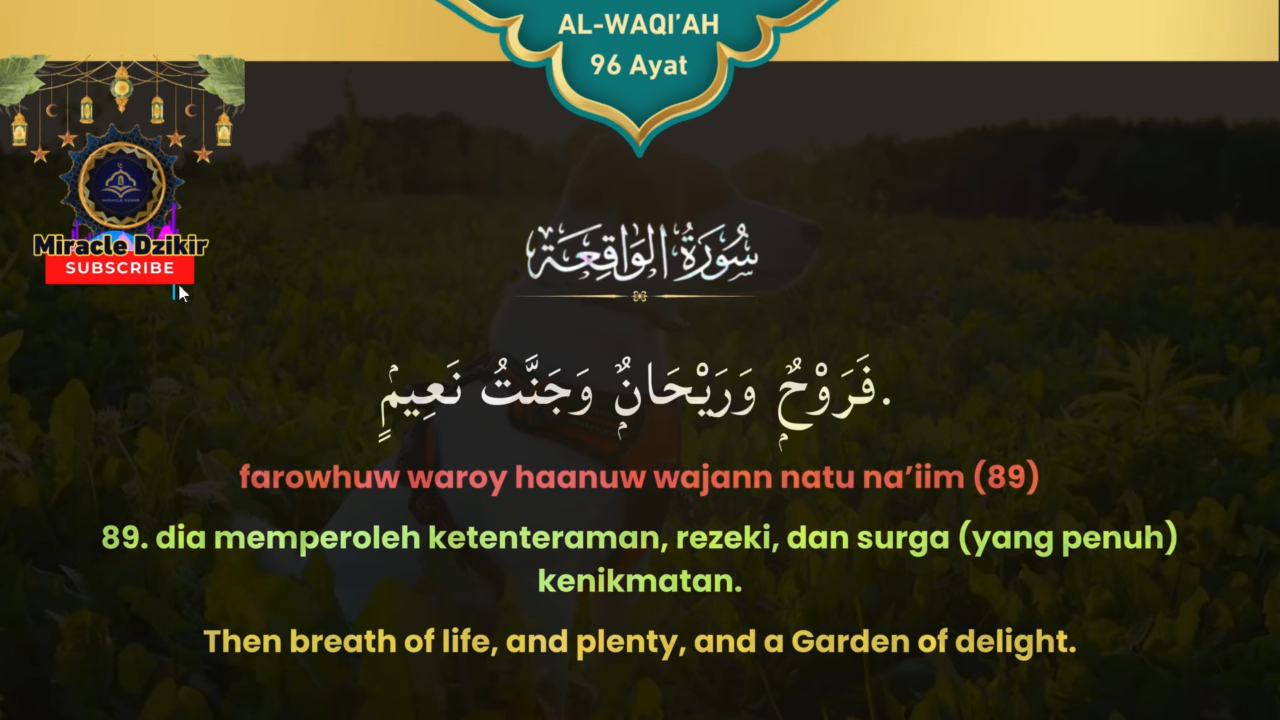 AL-WAQI’AH
96 Ayat
Miracle Dzikir
SUBSCRIBE
سُورَةُ الوَاقِعَة
فَرَوْحٌۭ وَرَيْحَانٌۭ وَجَنَّتُ نَعِيمٍۢ.
farowhuw waroy haanuw wajann natu na’iim (89)
89. dia memperoleh ketenteraman, rezeki, dan surga (yang penuh)
kenikmatan.
Then breath of life, and plenty, and a Garden of delight.